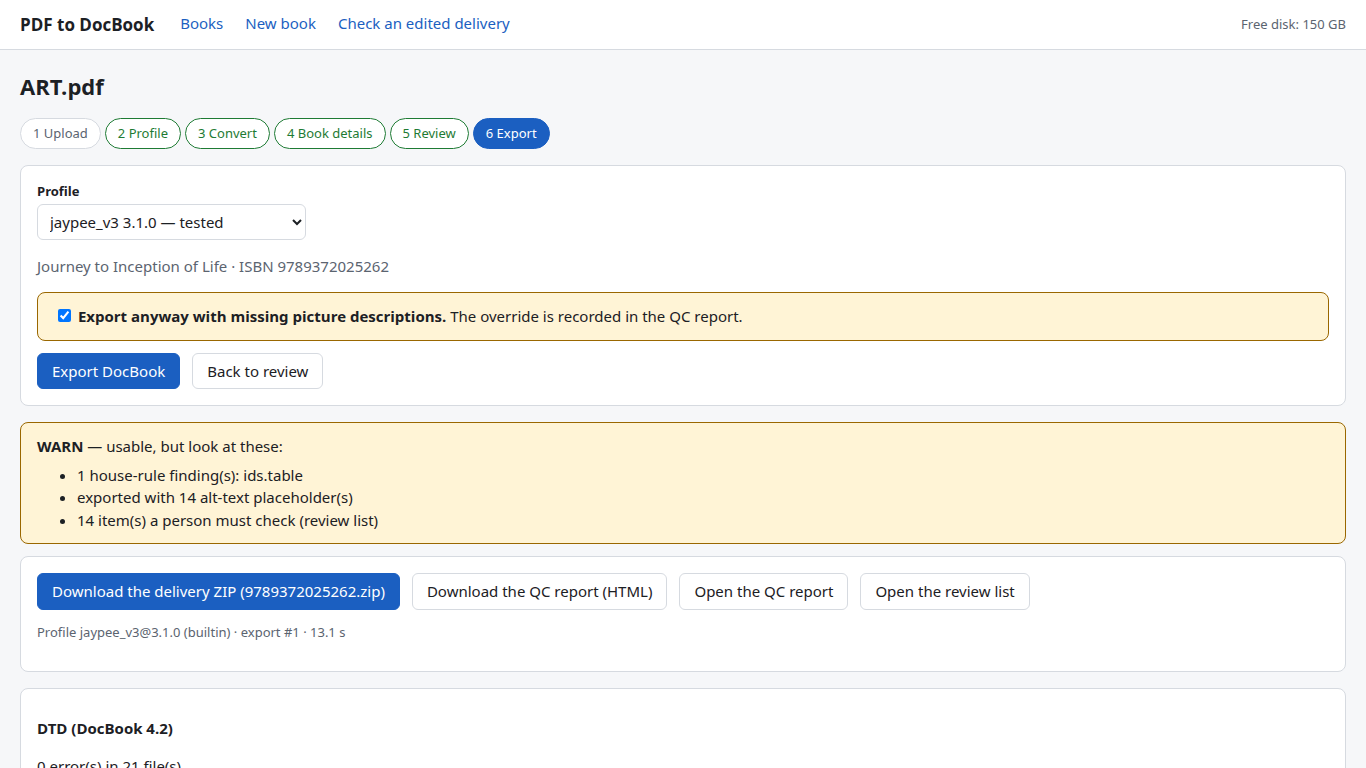 PDF to DocBook Books New book Check an edited delivery Free disk: 150 GB
ART.pdf
1 Upload 2 Profile 3 Convert 4 Book details 5 Review 6 Export
Profile
jaypee_v3 3.1.0 — tested
Journey to Inception of Life · ISBN 9789372025262
Export anyway with missing picture descriptions. The override is recorded in the QC report.
Export DocBook Back to review
WARN — usable, but look at these:
• 1 house-rule finding(s): ids.table
• exported with 14 alt-text placeholder(s)
• 14 item(s) a person must check (review list)
Download the delivery ZIP (9789372025262.zip) Download the QC report (HTML) Open the QC report Open the review list
Profile jaypee_v3@3.1.0 (builtin) · export #1 · 13.1 s
DTD (DocBook 4.2)
0 error(s) in 21 file(s)